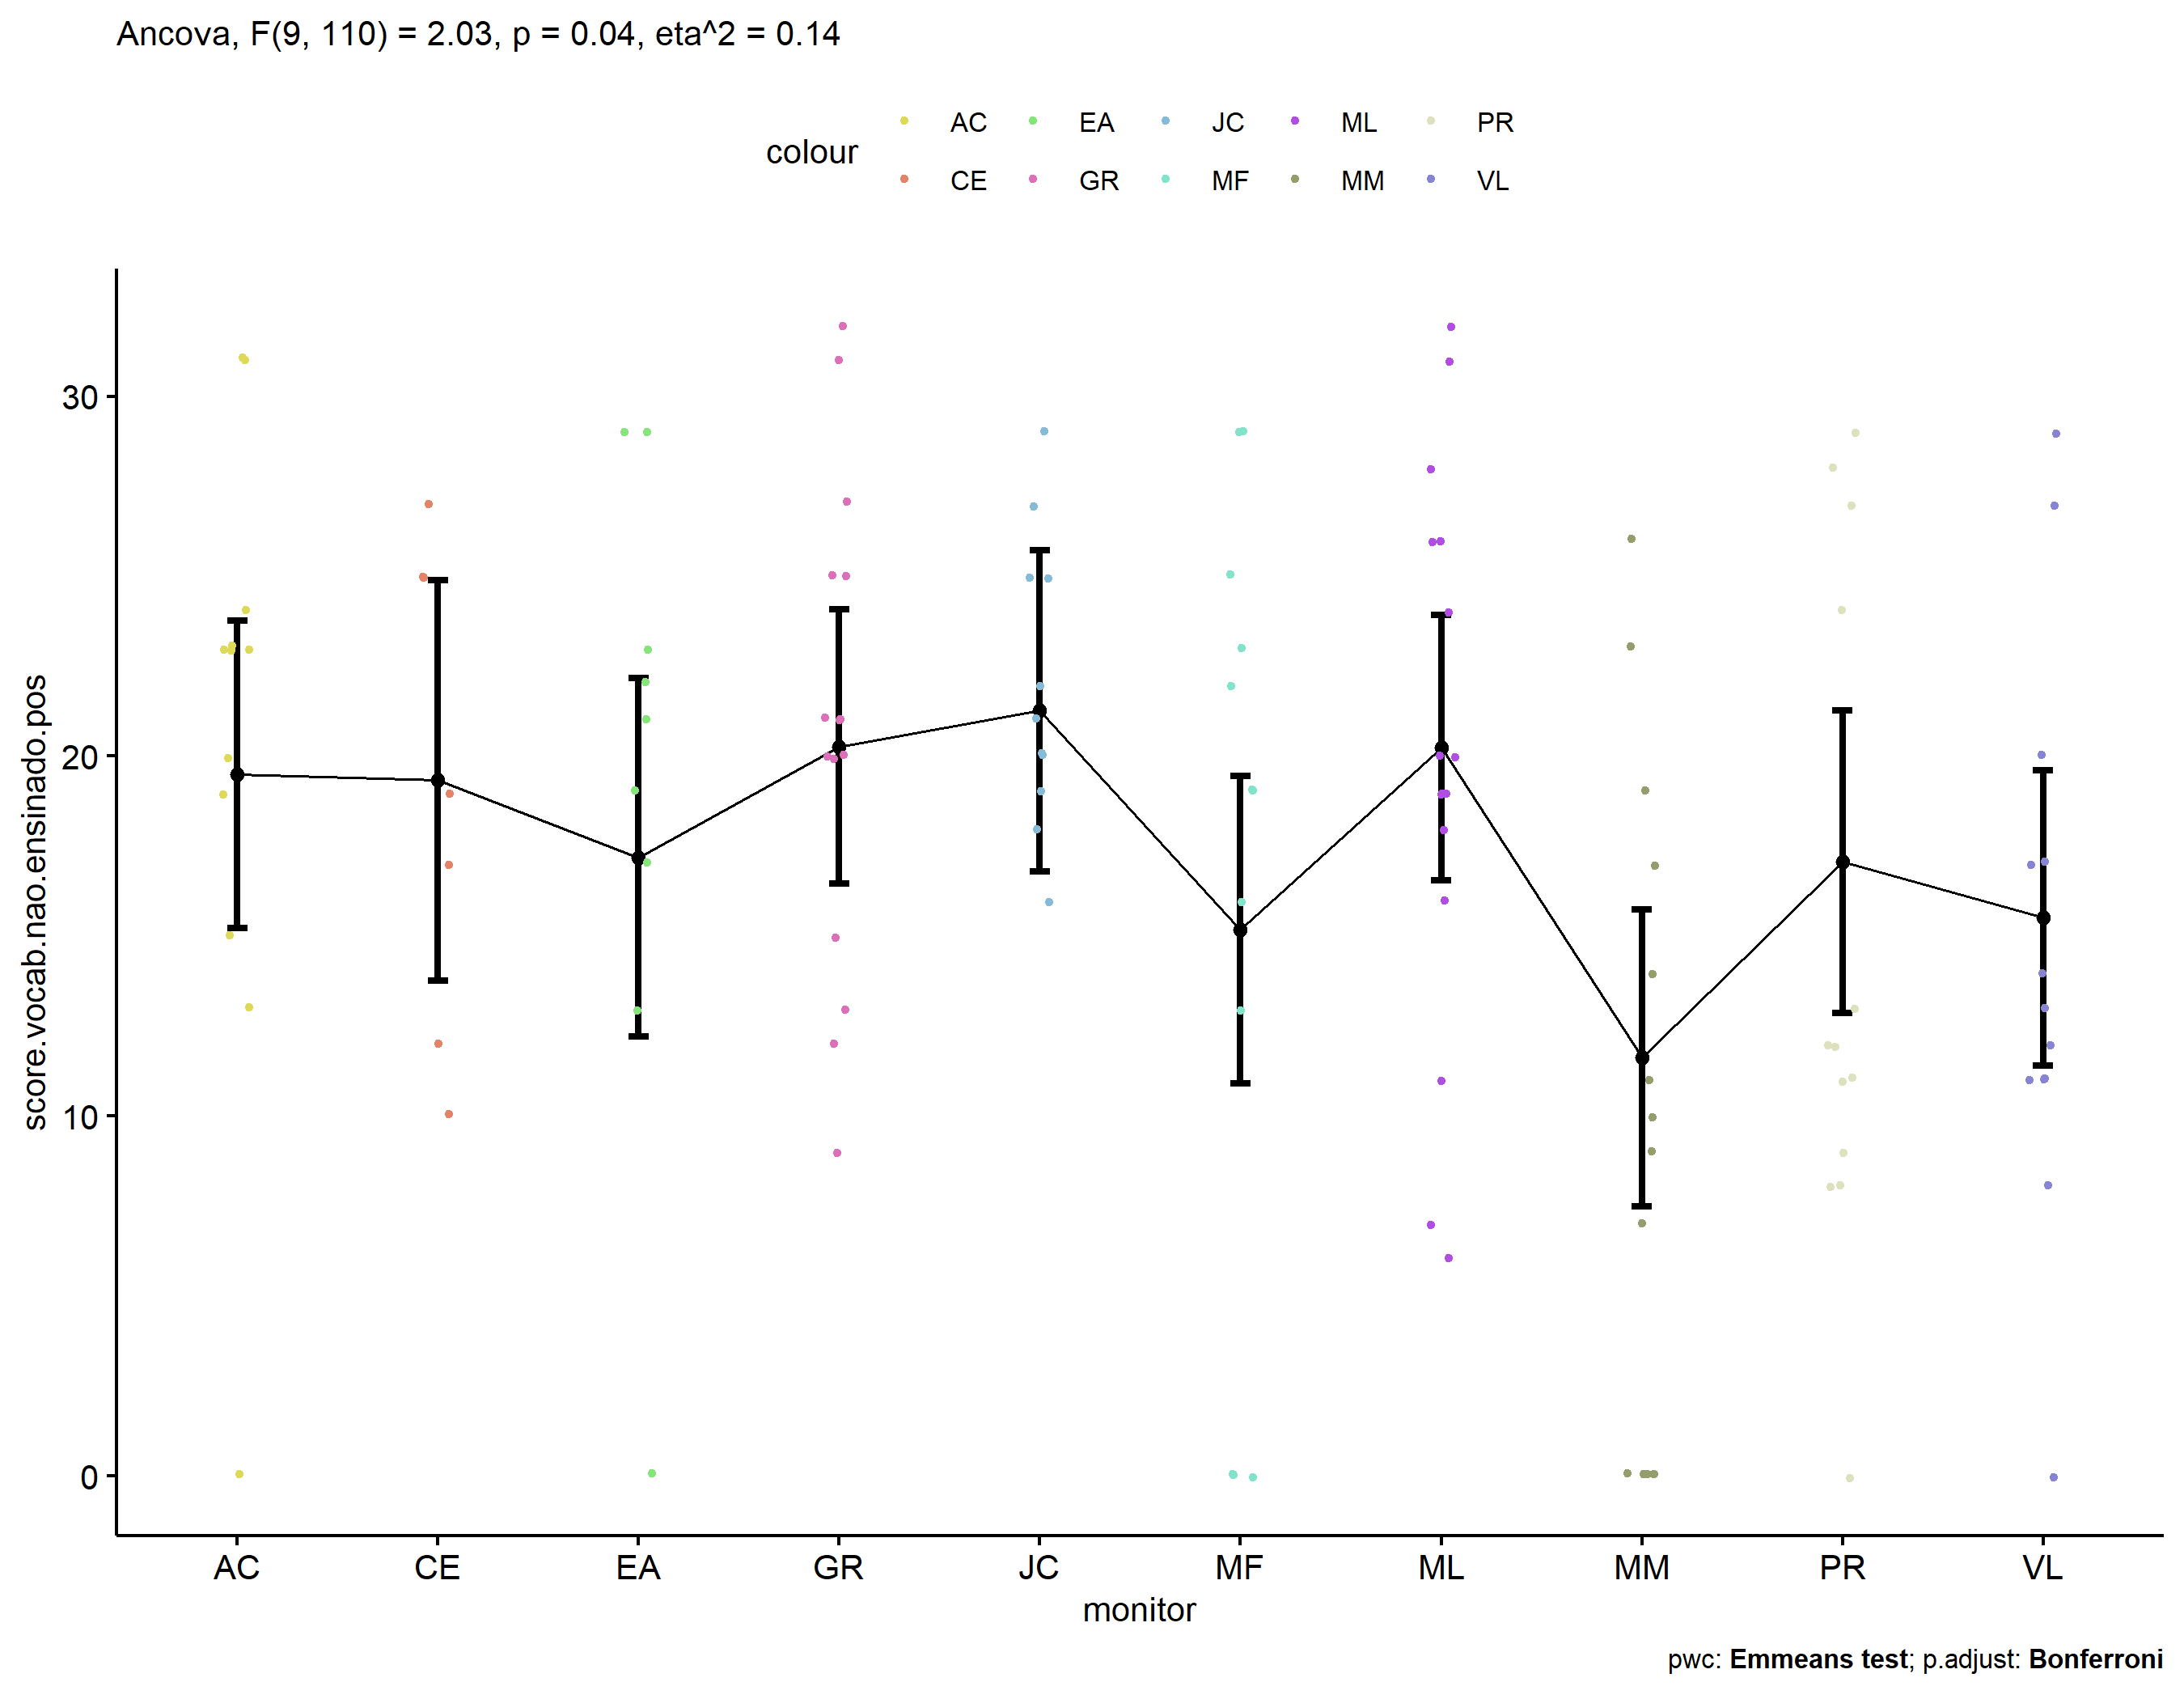 Ancova, F(9, 110) = 2.03, p = 0.04, eta^2 = 0.14
colour
AC EA JC ML PR
CE GR MF MM VL
score.vocab.nao.ensinado.pos
30
20
10
0
AC CE EA GR JC MF ML MM PR VL
monitor
pwc: Emmeans test; p.adjust: Bonferroni